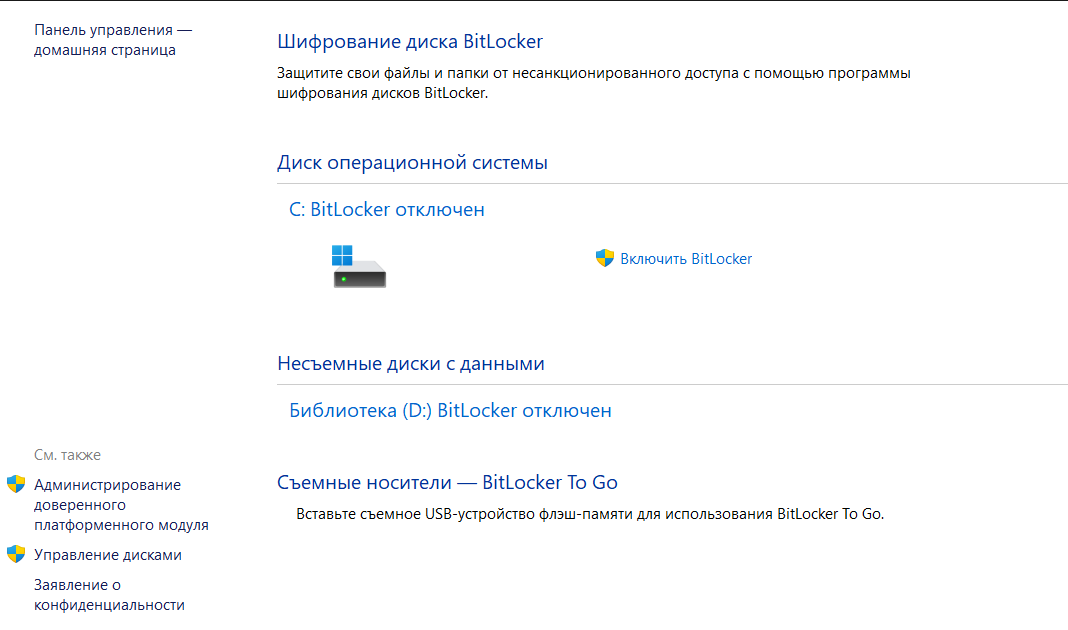 Панель управления —
домашняя страница
Шифрование диска BitLocker
Защитите свои файлы и папки от несанкционированного доступа с помощью программы
шифрования дисков BitLocker.
Диск операционной системы
C: BitLocker отключен
Включить BitLocker
Несъемные диски с данными
Библиотека (D:) BitLocker отключен
Съемные носители — BitLocker To Go
Вставьте съемное USB-устройство флэш-памяти для использования BitLocker To Go.
См. также
Администрирование
доверенного
платформенного модуля
Управление дисками
Заявление о
конфиденциальности